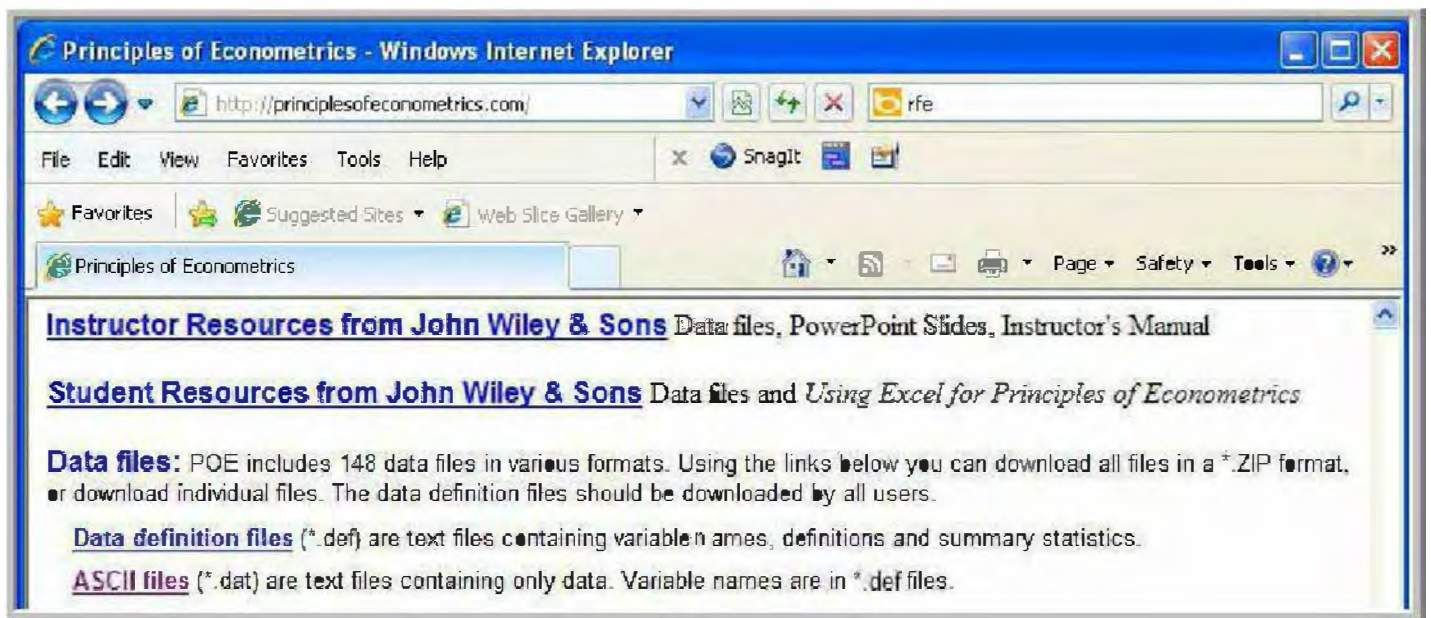 Principles of Econometrics - Windows Internet Explorer
http://principlesofeconometrics.com/ rfe
File Edit View Favorites Tools Help x SnagIt
Favorites Suggested Sites Web Slice Gallery
Principles of Econometrics Page Safety Tools »
Instructor Resources from John Wiley & Sons Data files, PowerPoint Slides, Instructor's Manual
Student Resources from John Wiley & Sons Data files and Using Excel for Principles of Econometrics
Data files: POE includes 148 data files in various formats. Using the links below you can download all files in a *.ZIP format,
or download individual files. The data definition files should be downloaded by all users.
Data definition files (*.def) are text files containing variablen ames, definitions and summary statistics.
ASCII files (*.dat) are text files containing only data. Variable names are in *.def files.